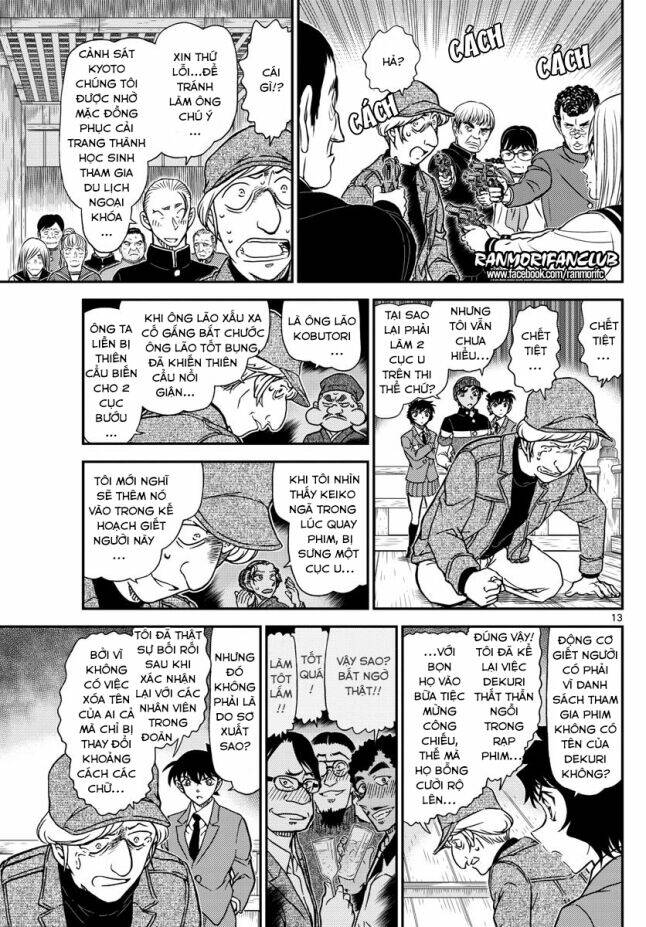 CÁCH
CÁCH
HẢ?
CÁCH
RANMORIFANCLUB
www.facebook.com/ranmorifc
CÁI
GÌ!?
XIN THỨ
LỖI...ĐỂ
TRÁNH
LÀM ÔNG
CHÚ Ý
...
CẢNH SÁT
KYOTO
CHÚNG TÔI
ĐƯỢC NHỜ
MẶC ĐỒNG
PHỤC CẢI
TRANG THÀNH
HỌC SINH
THAM GIA
DU LỊCH
NGOẠI
KHÓA
...
CHẾT
TIỆT
...
CHẾT
TIỆT
...
NHƯNG
TÔI VẪN
CHƯA
HIỂU...
TẠI SAO
LẠI PHẢI
LÀM 2
CỤC U
TRÊN THI
THỂ CHỨ?
LÀ ÔNG LÃO
KOBUTORI
...
KHI ÔNG LÃO XẤU XA
CỐ GẮNG BẮT CHƯỚC
ÔNG LÃO TỐT BỤNG
ĐÃ KHIẾN THIÊN
CẨU NỔI
GIẬN...
ÔNG TA
LIỀN BỊ
THIÊN
CẨU BIẾN
CHO 2
CỤC
BƯỚU
...
KHI TÔI NHÌN
THẤY KEIKO
NGÃ TRONG
LÚC QUAY
PHIM, BỊ
SƯNG MỘT
CỤC U...
TÔI MỚI NGHĨ
SẼ THÊM NÓ
VÀO TRONG KẾ
HOẠCH GIẾT
NGƯỜI NÀY
...
13
ĐỘNG CƠ
GIẾT NGƯỜI
CÓ PHẢI
VÌ DANH
SÁCH THAM
GIA PHIM
KHÔNG CÓ
TÊN CỦA
DEKURI
KHÔNG?
ĐÚNG VẬY!
TÔI ĐÃ KỂ
LẠI VIỆC
DEKURI
THẤT THẦN
NGỒI
TRONG
RẠP
PHIM...
...VỚI
BỌN
HỌ VÀO
BỮA TIỆC
MỪNG
CÔNG
CHIẾU,
THẾ MÀ
HỌ BỖNG
CƯỜI RỘ
LÊN...
VẬY SAO?
BẤT NGỜ
THẬT!!
TỐT
QUÁ
!
LÀM
TỐT
LẮM!!
NHƯNG
ĐÓ KHÔNG
PHẢI LÀ
DO SƠ
XUẤT
SAO?
TÔI ĐÃ THẬT
SỰ BỐI RỐI
SAU KHI
XÁC NHẬN
LẠI VỚI CÁC
NHÂN VIÊN
TRONG
ĐOÀN
...
BỞI VÌ
KHÔNG
CÓ VIỆC
XÓA TÊN
CỦA AI CẢ
MÀ CHỈ BỊ
THAY ĐỔI
KHOẢNG
CÁCH CÁC
CHỮ...